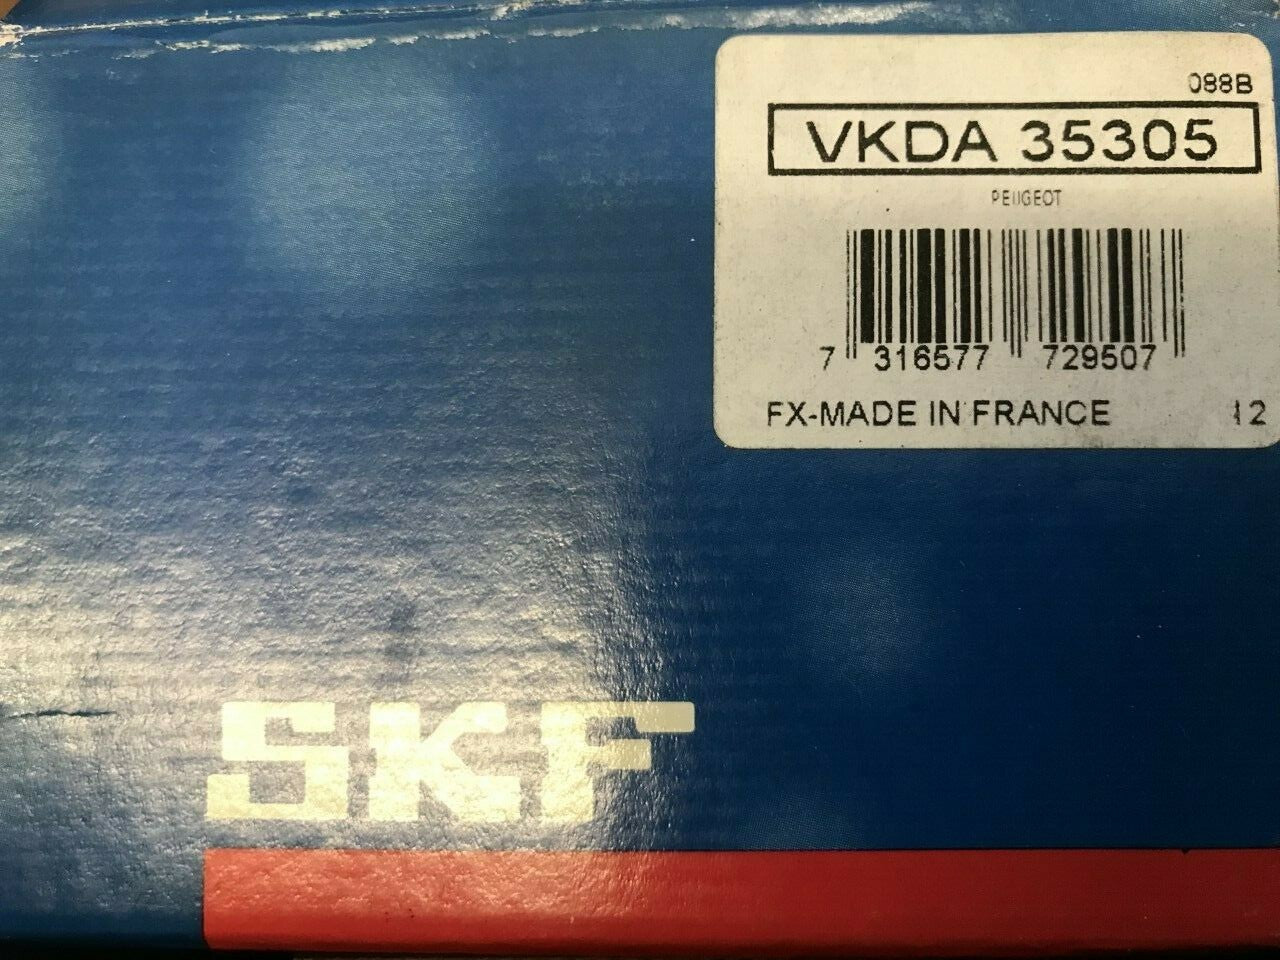 088B
VKDA 35305
PEUGEOT
7 316577 729507
FX-MADE IN FRANCE 12
SKF